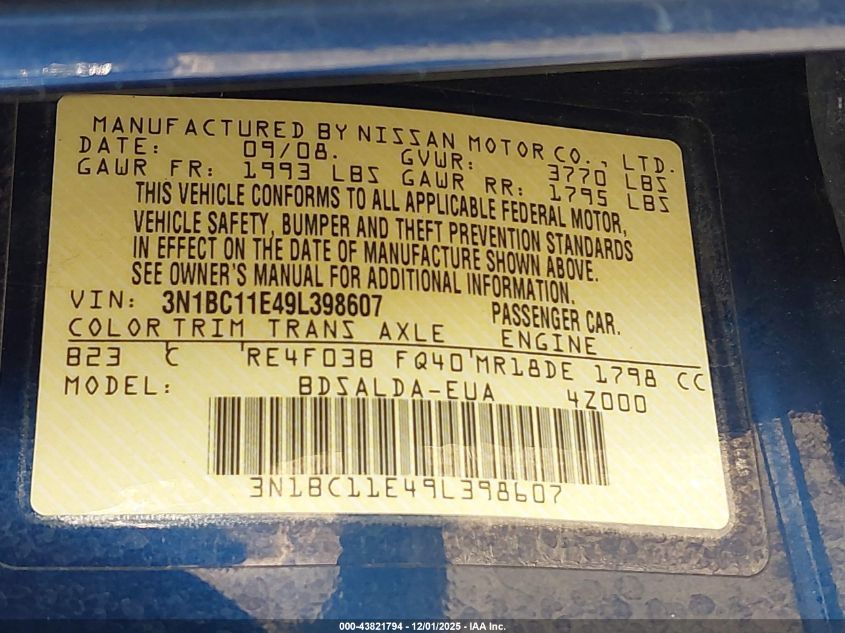 MANUFACTURED BY NISSAN MOTOR CO., LTD.
DATE: 09/08. GVWR: 3770 LBS
GAWR FR: 1993 LBS GAWR RR: 1795 LBS
THIS VEHICLE CONFORMS TO ALL APPLICABLE FEDERAL MOTOR,
VEHICLE SAFETY, BUMPER AND THEFT PREVENTION STANDARDS
IN EFFECT ON THE DATE OF MANUFACTURE SHOWN ABOVE.
SEE OWNER'S MANUAL FOR ADDITIONAL INFORMATION.
VIN: 3N1BC11E49L398607 PASSENGER CAR.
COLOR TRIM TRANS AXLE ENGINE
B23 C RE4F03B FQ40 MR18DE 1798 CC
MODEL: BDSALDA-EUA 4Z000
3N1BC11E49L398607
000-43821794 - 12/01/2025 - IAA Inc.